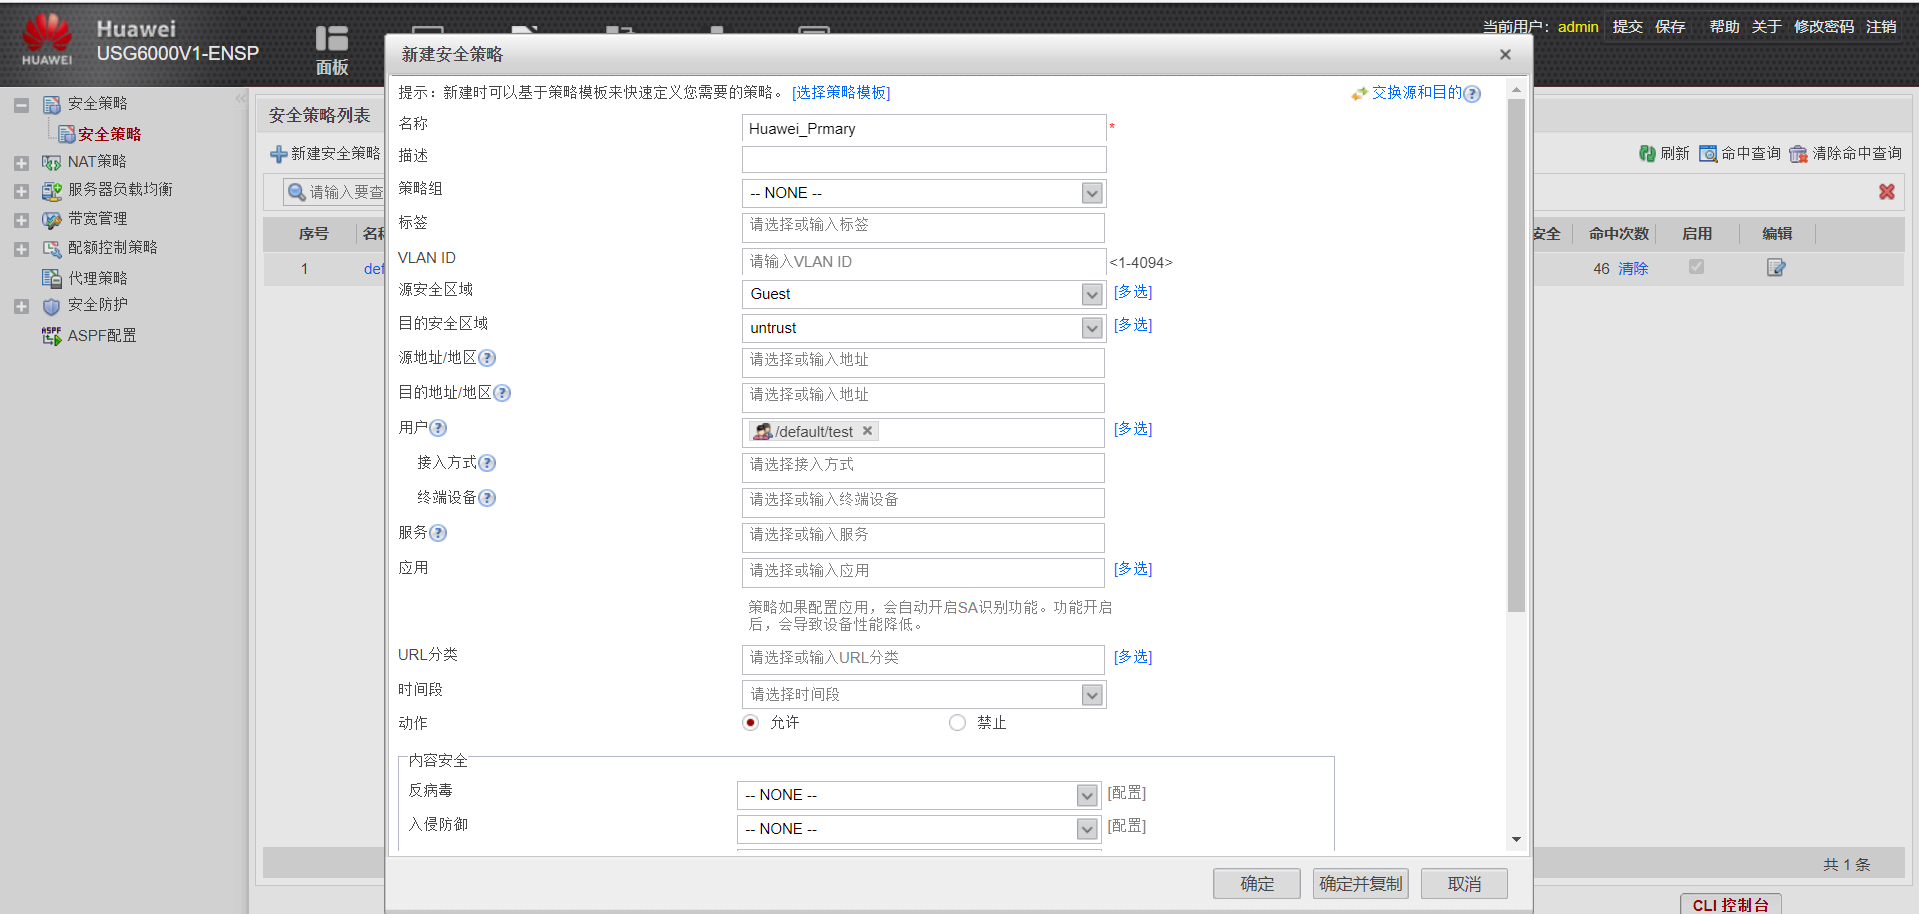 Huawei
USG6000V1-ENSP
HUAWEI
面板
当前用户: admin 提交 保存 帮助 关于 修改密码 注销
安全策略
安全策略
NAT策略
服务器负载均衡
带宽管理
配额控制策略
代理策略
安全防护
ASPF配置
安全策略列表
新建安全策略
请输入要查
序号 名称
1 def
刷新 命中查询 清除命中查询
安全 命中次数 启用 编辑
46 清除
共 1 条
CLI 控制台
新建安全策略
提示：新建时可以基于策略模板来快速定义您需要的策略。 [选择策略模板]
交换源和目的
名称 Huawei_Prmary *
描述
策略组 -- NONE --
标签 请选择或输入标签
VLAN ID 请输入VLAN ID <1-4094>
源安全区域 Guest [多选]
目的安全区域 untrust [多选]
源地址/地区 请选择或输入地址
目的地址/地区 请选择或输入地址
用户 /default/test [多选]
接入方式 请选择接入方式
终端设备 请选择或输入终端设备
服务 请选择或输入服务
应用 请选择或输入应用 [多选]
策略如果配置应用，会自动开启SA识别功能。功能开启
后，会导致设备性能降低。
URL分类 请选择或输入URL分类 [多选]
时间段 请选择时间段
动作 允许 禁止
内容安全
反病毒 -- NONE -- [配置]
入侵防御 -- NONE -- [配置]
确定 确定并复制 取消